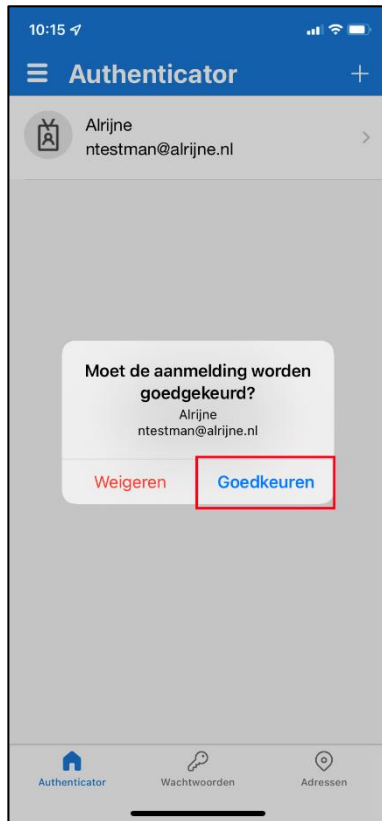 10:15
Authenticator
Alrijne
ntestman@alrijne.nl
Moet de aanmelding worden
goedgekeurd?
Alrijne
ntestman@alrijne.nl
Weigeren Goedkeuren
Authenticator Wachtwoorden Adressen